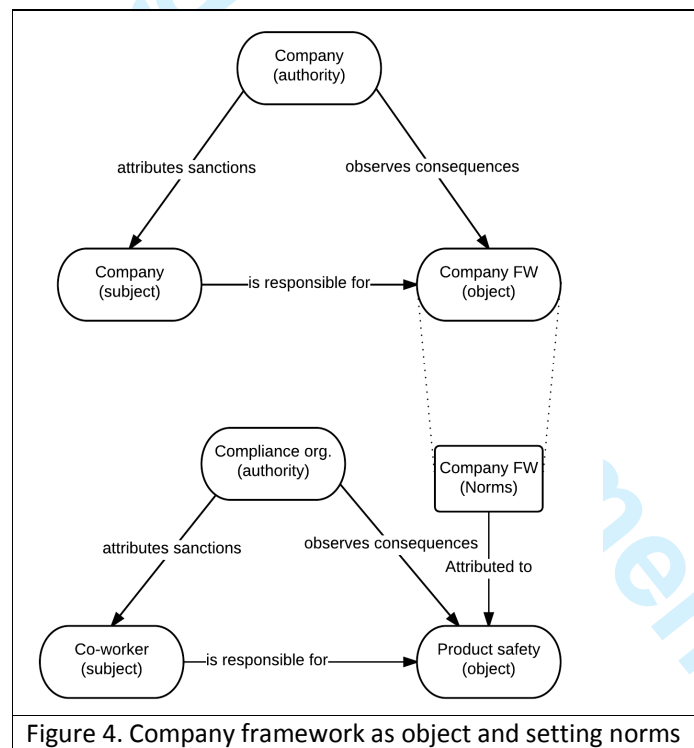 Company
(authority)
attributes sanctions
observes consequences
Company
(subject)
is responsible for
Company FW
(object)
Compliance org.
(authority)
Company FW
(Norms)
attributes sanctions
observes consequences
Attributed to
Co-worker
(subject)
is responsible for
Product safety
(object)
Figure 4. Company framework as object and setting norms